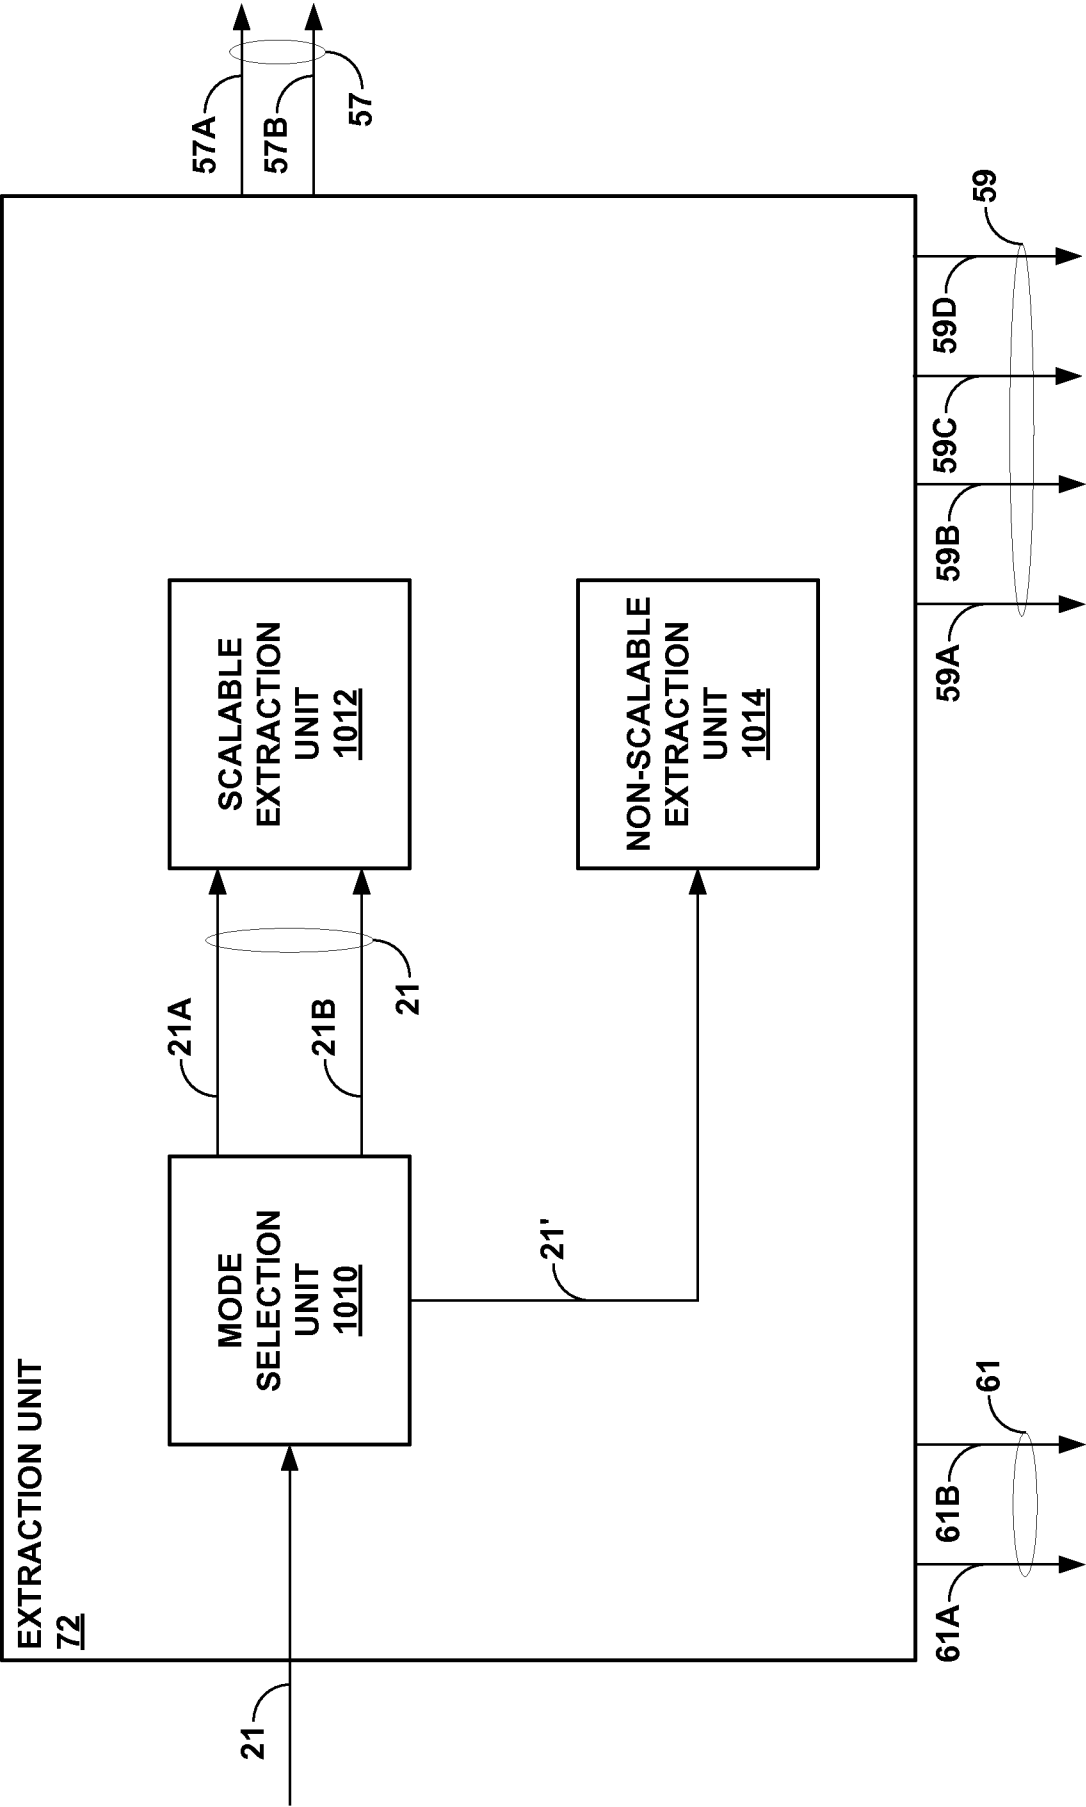 EXTRACTION UNIT
72
21
MODE
SELECTION
UNIT
1010
21A
21B
21
SCALABLE
EXTRACTION
UNIT
1012
21'
NON-SCALABLE
EXTRACTION
UNIT
1014
57A
57B
57
61A
61B
61
59A
59B
59C
59D
59